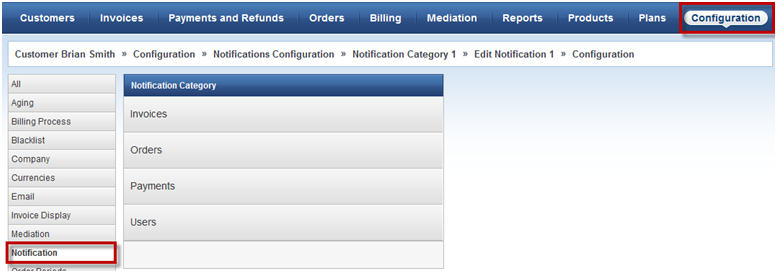 Customers Invoices Payments and Refunds Orders Billing Mediation Reports Products Plans Configuration
Customer Brian Smith » Configuration » Notifications Configuration » Notification Category 1 » Edit Notification 1 » Configuration
All
Aging
Billing Process
Blacklist
Company
Currencies
Email
Invoice Display
Mediation
Notification
Order Periods
Notification Category
Invoices
Orders
Payments
Users